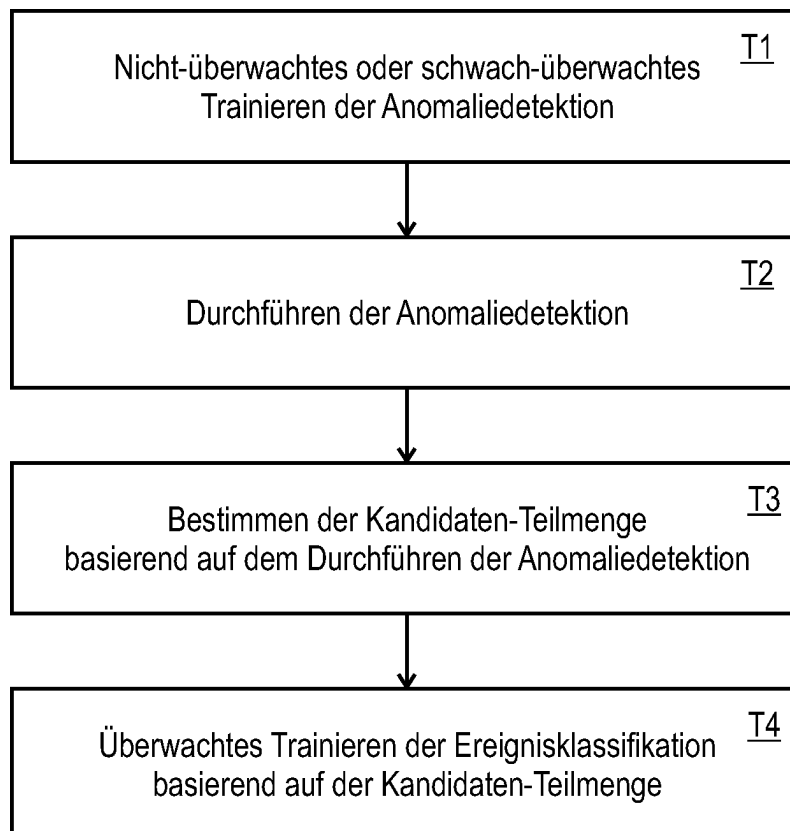 T1
Nicht-überwachtes oder schwach-überwachtes
Trainieren der Anomaliedetektion
T2
Durchführen der Anomaliedetektion
T3
Bestimmen der Kandidaten-Teilmenge
basierend auf dem Durchführen der Anomaliedetektion
T4
Überwachtes Trainieren der Ereignisklassifikation
basierend auf der Kandidaten-Teilmenge